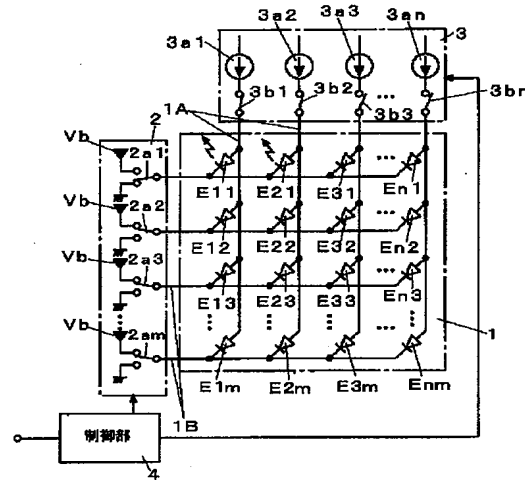 3a1 3a2 3a3 3an 3
3b1 3b2 3b3 ... 3bn
1A
2
Vb 2a1
E11 E21 E31 ... En1
Vb 2a2
E12 E22 E32 ... En2
Vb 2a3
E13 E23 E33 ... En3
Vb 2am
E1m E2m E3m Enm
1
1B
制御部
4